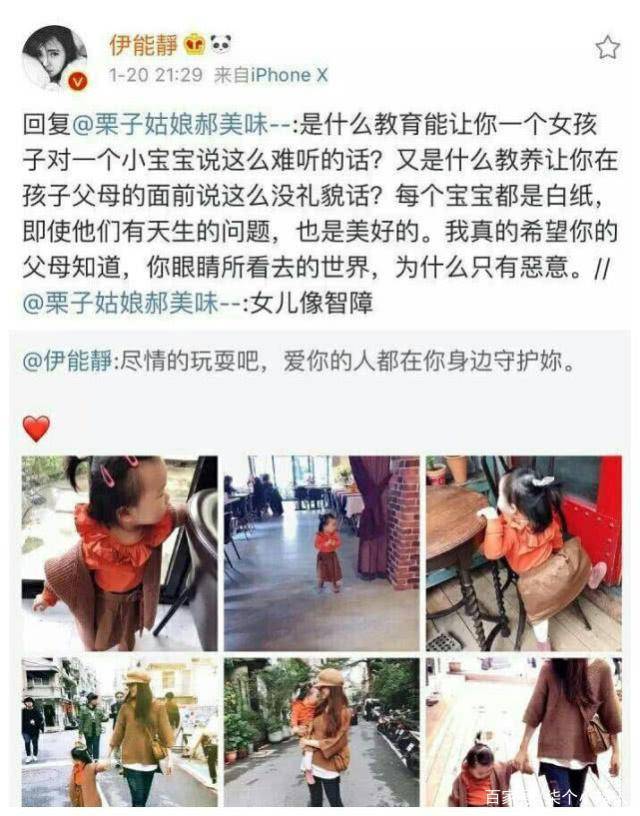 伊能靜
1-20 21:29 来自iPhone X
回复@栗子姑娘郝美味--:是什么教育能让你一个女孩
子对一个小宝宝说这么难听的话？又是什么教养让你在
孩子父母的面前说这么没礼貌话？每个宝宝都是白纸，
即使他们有天生的问题，也是美好的。我真的希望你的
父母知道，你眼睛所看去的世界，为什么只有惡意。//
@栗子姑娘郝美味--:女儿像智障
@伊能靜:尽情的玩耍吧，爱你的人都在你身边守护妳。
百家
柒个